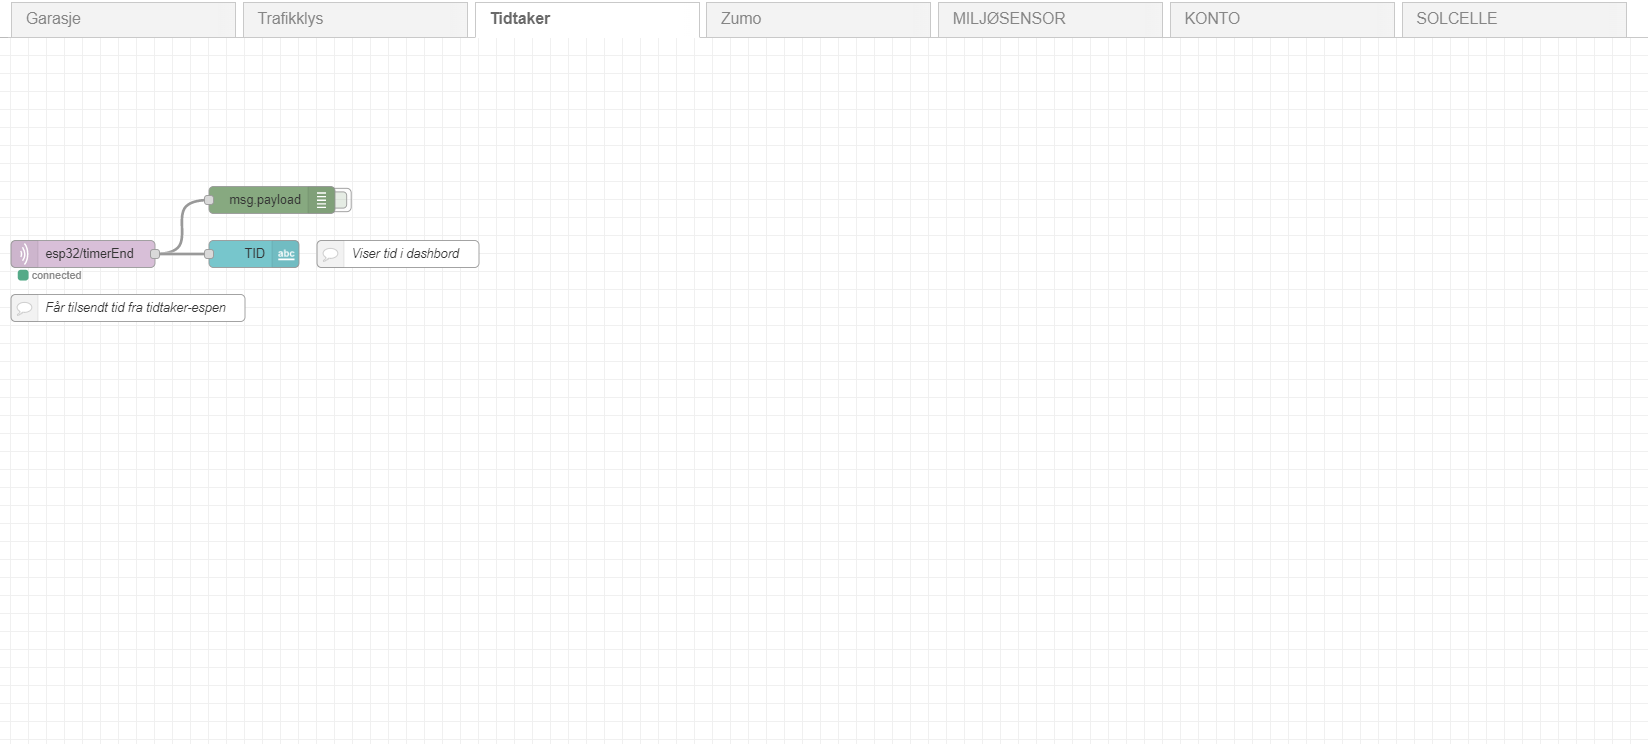 Garasje
Trafikklys
Tidtaker
Zumo
MILJØSENSOR
KONTO
SOLCELLE
msg.payload
esp32/timerEnd
TID
abc
Viser tid i dashbord
connected
Får tilsendt tid fra tidtaker-espen